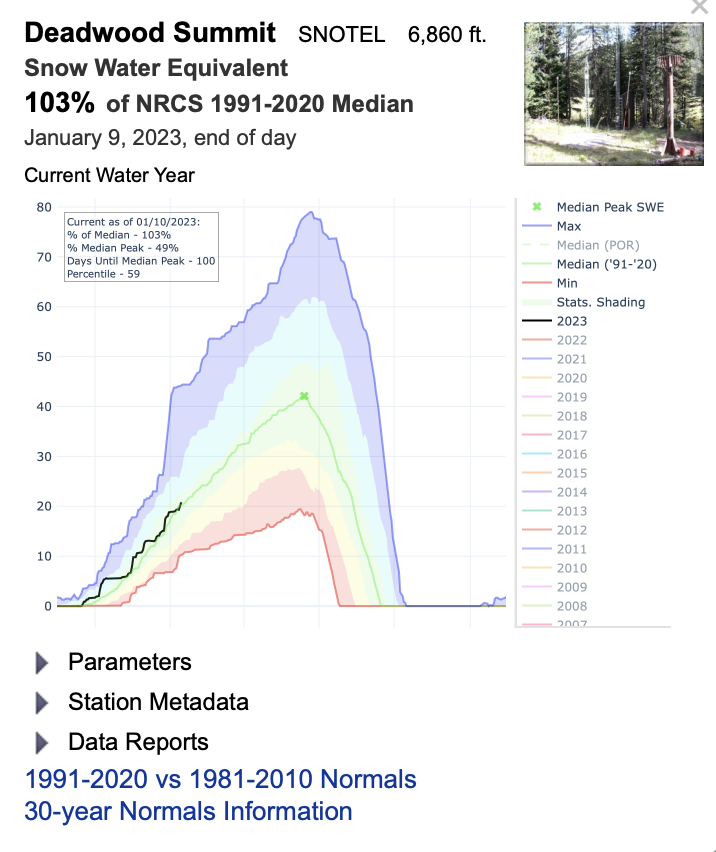 ×
Deadwood Summit SNOTEL 6,860 ft.
Snow Water Equivalent
103% of NRCS 1991-2020 Median
January 9, 2023, end of day
Current Water Year
80
70
60
50
40
30
20
10
0
Current as of 01/10/2023:
% of Median - 103%
% Median Peak - 49%
Days Until Median Peak - 100
Percentile - 59
Median Peak SWE
Max
Median (POR)
Median ('91-'20)
Min
Stats. Shading
2023
2022
2021
2020
2019
2018
2017
2016
2015
2014
2013
2012
2011
2010
2009
2008
2007
Parameters
Station Metadata
Data Reports
1991-2020 vs 1981-2010 Normals
30-year Normals Information